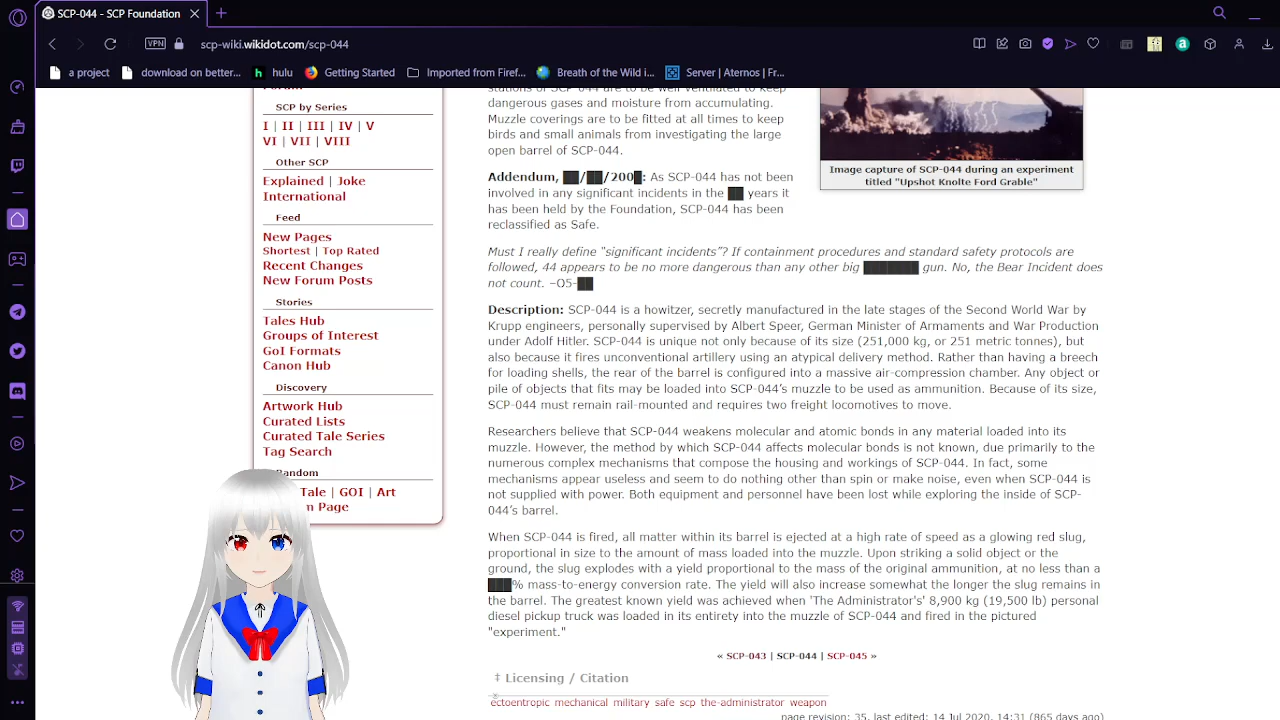 SCP-044 - SCP Foundation
VPN
scp-wiki.wikidot.com/scp-044
a project
download on better...
hulu
Getting Started
Imported from Firef...
Breath of the Wild i...
Server | Aternos | Fr...
SCP by Series
I | II | III | IV | V
VI | VII | VIII
Other SCP
Explained | Joke
International
Feed
New Pages
Shortest | Top Rated
Recent Changes
New Forum Posts
Stories
Tales Hub
Groups of Interest
GoI Formats
Canon Hub
Discovery
Artwork Hub
Curated Lists
Curated Tale Series
Tag Search
Random
Tale | GOI | Art
Page
stations of SCP-044 are to be well ventilated to keep
dangerous gases and moisture from accumulating.
Muzzle coverings are to be fitted at all times to keep
birds and small animals from investigating the large
open barrel of SCP-044.
Image capture of SCP-044 during an experiment
titled "Upshot Knolte Ford Grable"
Addendum, ██/██/200█: As SCP-044 has not been
involved in any significant incidents in the ██ years it
has been held by the Foundation, SCP-044 has been
reclassified as Safe.
Must I really define "significant incidents"? If containment procedures and standard safety protocols are
followed, 44 appears to be no more dangerous than any other big ███████ gun. No, the Bear Incident does
not count. –O5-██
Description: SCP-044 is a howitzer, secretly manufactured in the late stages of the Second World War by
Krupp engineers, personally supervised by Albert Speer, German Minister of Armaments and War Production
under Adolf Hitler. SCP-044 is unique not only because of its size (251,000 kg, or 251 metric tonnes), but
also because it fires unconventional artillery using an atypical delivery method. Rather than having a breech
for loading shells, the rear of the barrel is configured into a massive air-compression chamber. Any object or
pile of objects that fits may be loaded into SCP-044's muzzle to be used as ammunition. Because of its size,
SCP-044 must remain rail-mounted and requires two freight locomotives to move.
Researchers believe that SCP-044 weakens molecular and atomic bonds in any material loaded into its
muzzle. However, the method by which SCP-044 affects molecular bonds is not known, due primarily to the
numerous complex mechanisms that compose the housing and workings of SCP-044. In fact, some
mechanisms appear useless and seem to do nothing other than spin or make noise, even when SCP-044 is
not supplied with power. Both equipment and personnel have been lost while exploring the inside of SCP-
044's barrel.
When SCP-044 is fired, all matter within its barrel is ejected at a high rate of speed as a glowing red slug,
proportional in size to the amount of mass loaded into the muzzle. Upon striking a solid object or the
ground, the slug explodes with a yield proportional to the mass of the original ammunition, at no less than a
███% mass-to-energy conversion rate. The yield will also increase somewhat the longer the slug remains in
the barrel. The greatest known yield was achieved when 'The Administrator's' 8,900 kg (19,500 lb) personal
diesel pickup truck was loaded in its entirety into the muzzle of SCP-044 and fired in the pictured
"experiment."
« SCP-043 | SCP-044 | SCP-045 »
‡ Licensing / Citation
ectoentropic mechanical military safe scp the-administrator weapon
page revision: 35, last edited: 14 Jul 2020, 14:31 (865 days ago)